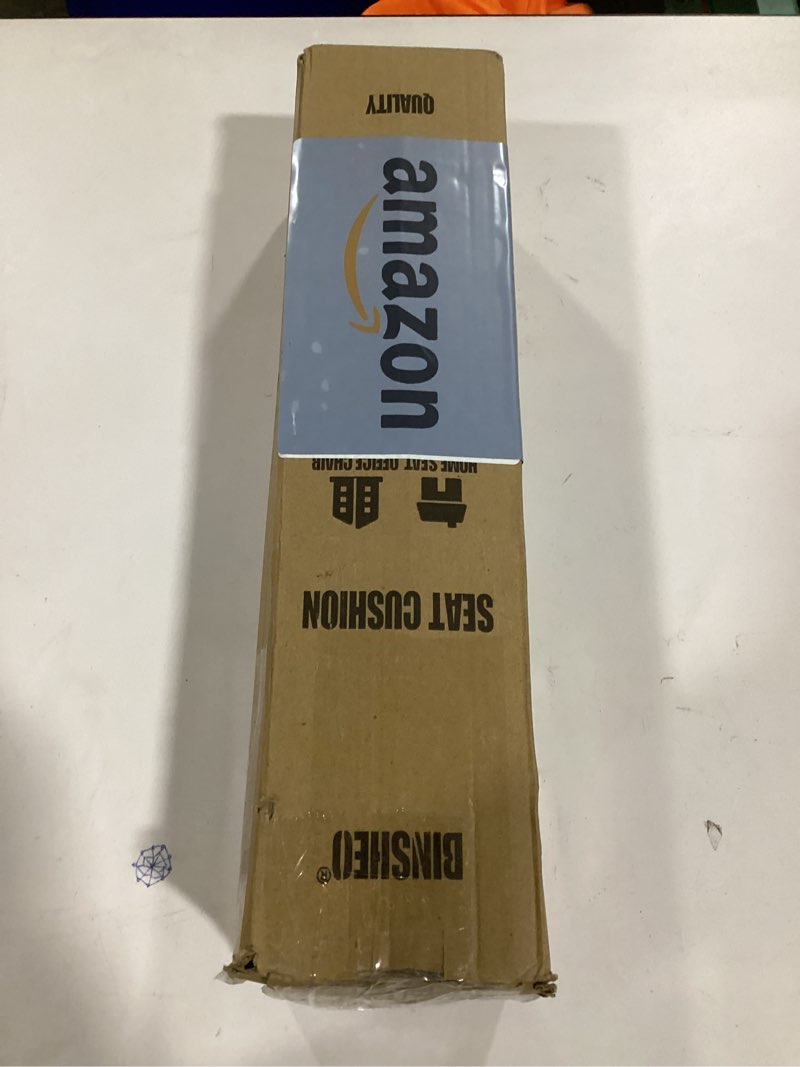 BINSHEO®
SEAT CUSHION
HOME SEAT OFFICE CHAIR
amazon
QUALITY